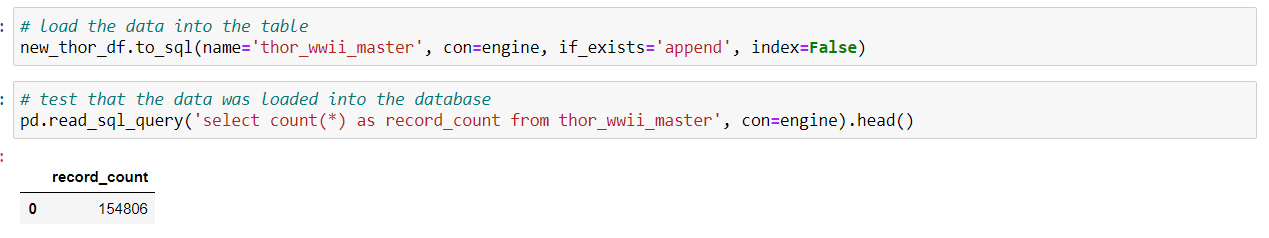 # load the data into the table
new_thor_df.to_sql(name='thor_wwii_master', con=engine, if_exists='append', index=False)
# test that the data was loaded into the database
pd.read_sql_query('select count(*) as record_count from thor_wwii_master', con=engine).head()
record_count
0 154806